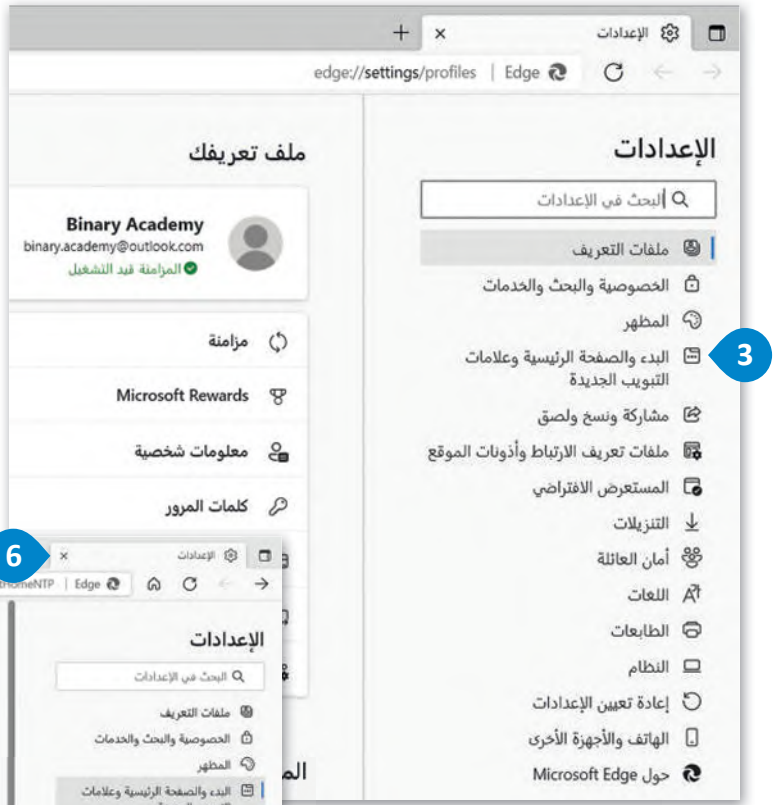 الإعدادات
edge://settings/profiles | Edge
الإعدادات
البحث في الإعدادات
ملفات التعريف
الخصوصية والبحث والخدمات
المظهر
البدء والصفحة الرئيسية وعلامات
التبويب الجديدة
3
مشاركة ونسخ ولصق
ملفات تعريف الارتباط وأذونات الموقع
المستعرض الافتراضي
التنزيلات
أمان العائلة
اللغات
الطابعات
النظام
إعادة تعيين الإعدادات
الهاتف والأجهزة الأخرى
حول Microsoft Edge
ملف تعريفك
Binary Academy
binary.academy@outlook.com
المزامنة قيد التشغيل
مزامنة
Microsoft Rewards
معلومات شخصية
كلمات المرور
6
الإعدادات
HomeNTP | Edge
الإعدادات
البحث في الإعدادات
ملفات التعريف
الخصوصية والبحث والخدمات
المظهر
البدء والصفحة الرئيسية وعلامات